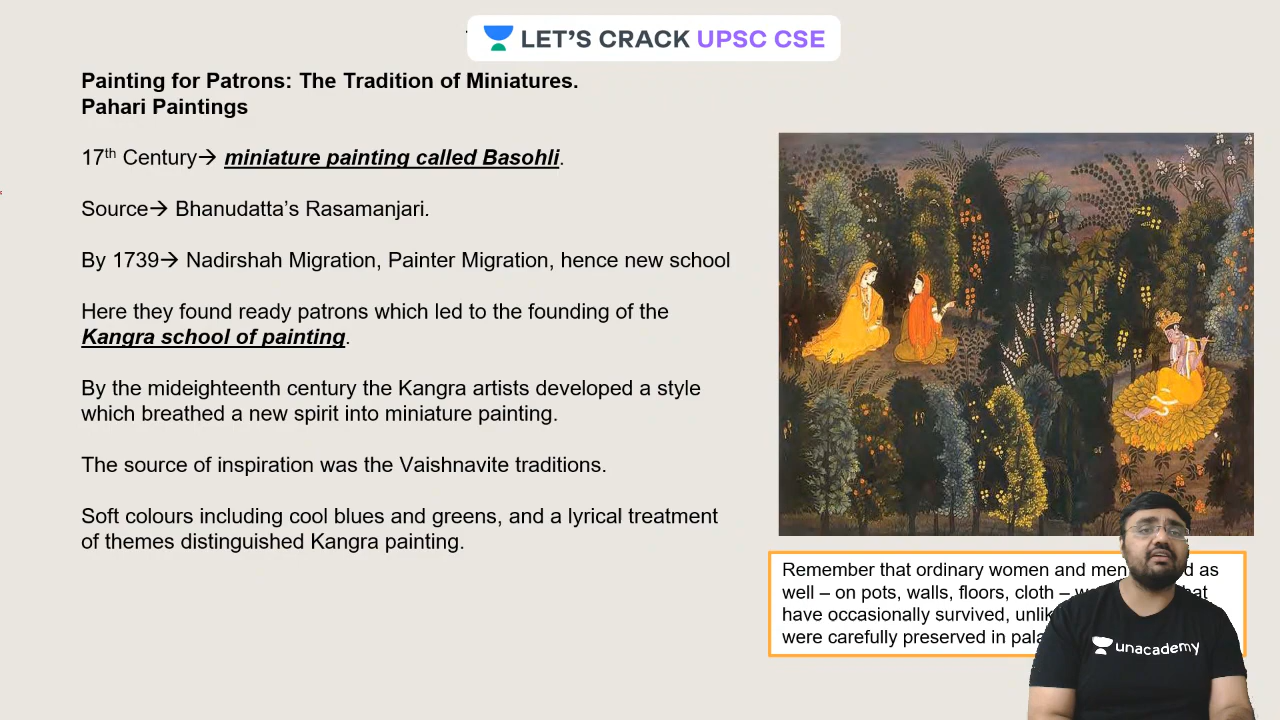 LET'S CRACK UPSC CSE
Painting for Patrons: The Tradition of Miniatures.
Pahari Paintings
17th Century→ miniature painting called Basohli.
Source→ Bhanudatta's Rasamanjari.
By 1739→ Nadirshah Migration, Painter Migration, hence new school
Here they found ready patrons which led to the founding of the
Kangra school of painting.
By the mideighteenth century the Kangra artists developed a style
which breathed a new spirit into miniature painting.
The source of inspiration was the Vaishnavite traditions.
Soft colours including cool blues and greens, and a lyrical treatment
of themes distinguished Kangra painting.
Remember that ordinary women and men as
well – on pots, walls, floors, cloth –
have occasionally survived,
were carefully preserved in
unacademy